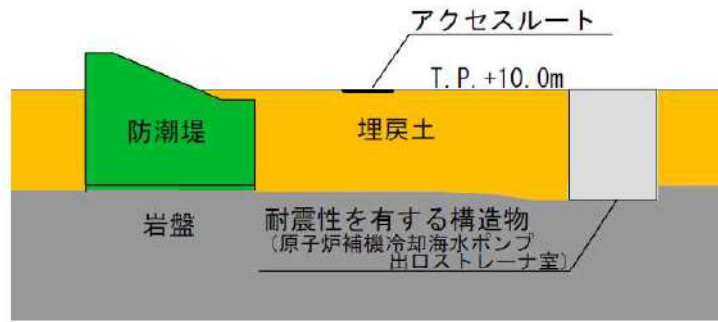 アクセスルート
T.P.+10.0m
防潮堤
埋戻土
岩盤
耐震性を有する構造物
(原子炉補機冷却海水ポンプ
出口ストレーナ室)